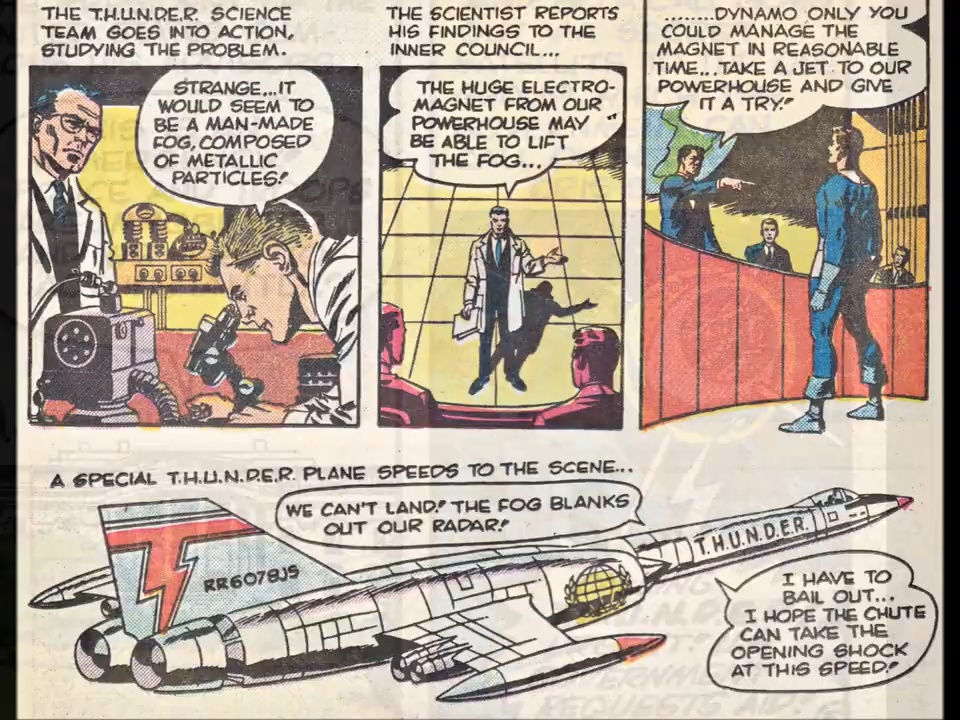 THE T.H.U.N.D.E.R. SCIENCE
TEAM GOES INTO ACTION,
STUDYING THE PROBLEM.
STRANGE,...IT
WOULD SEEM TO
BE A MAN-MADE
FOG, COMPOSED
OF METALLIC
PARTICLES!
THE SCIENTIST REPORTS
HIS FINDINGS TO THE
INNER COUNCIL...
THE HUGE ELECTRO-
MAGNET FROM OUR
POWERHOUSE MAY
BE ABLE TO LIFT
THE FOG...
........DYNAMO ONLY YOU
COULD MANAGE THE
MAGNET IN REASONABLE
TIME...TAKE A JET TO OUR
POWERHOUSE AND GIVE
IT A TRY!
A SPECIAL T.H.U.N.D.E.R. PLANE SPEEDS TO THE SCENE...
WE CAN'T LAND! THE FOG BLANKS
OUT OUR RADAR!
T.H.U.N.D.E.R.
RR6078JS
I HAVE TO
BAIL OUT...
I HOPE THE CHUTE
CAN TAKE THE
OPENING SHOCK
AT THIS SPEED!